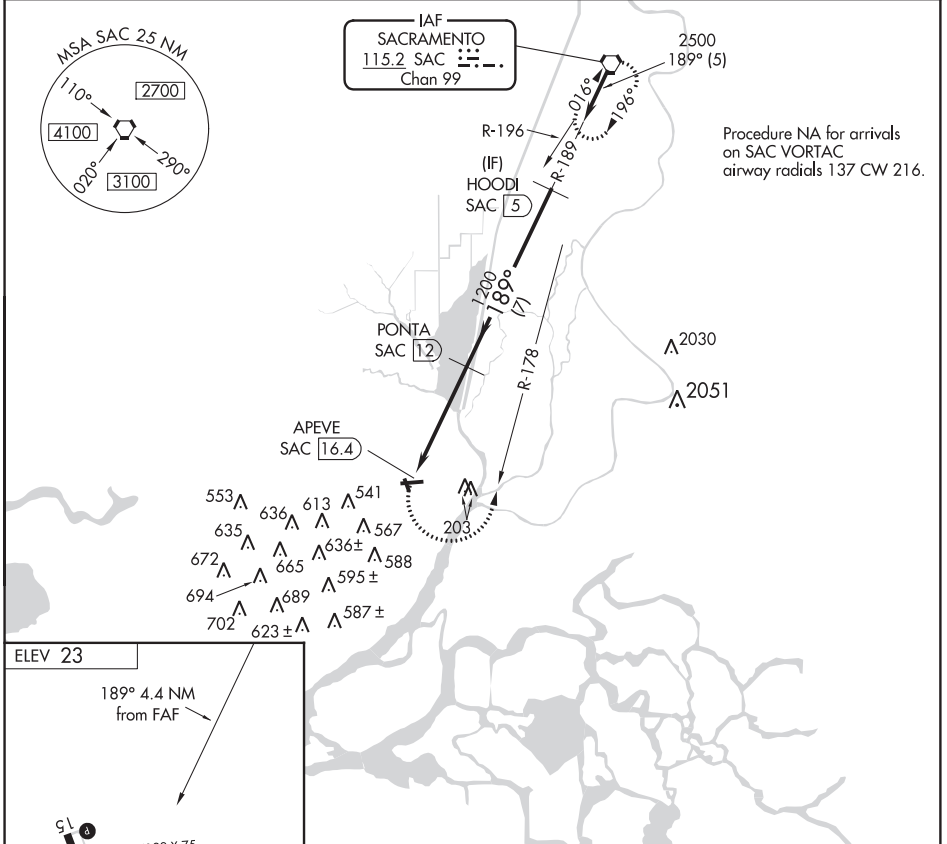 MSA SAC 25 NM
110°
2700
4100
020°
290°
3100
IAF
SACRAMENTO
115.2 SAC
Chan 99
2500
189° (5)
016°
196°
R-196
R-189
Procedure NA for arrivals
on SAC VORTAC
airway radials 137 CW 216.
(IF)
HOODI
SAC 5
1200
189°
(7)
PONTA
SAC 12
R-178
2030
2051
APEVE
SAC 16.4
553
541
636
613
203
635
567
636±
672
665
588
694
595±
689
702
587±
623±
ELEV 23
189° 4.4 NM
from FAF
15
P
X 75